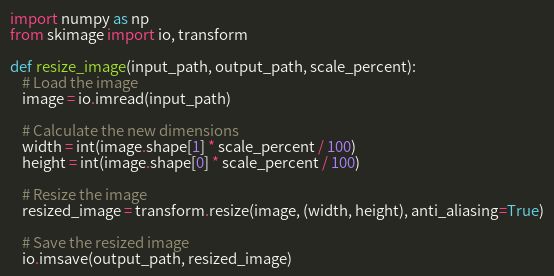 import numpy as np
from skimage import io, transform

def resize_image(input_path, output_path, scale_percent):
    # Load the image
    image = io.imread(input_path)

    # Calculate the new dimensions
    width = int(image.shape[1] * scale_percent / 100)
    height = int(image.shape[0] * scale_percent / 100)

    # Resize the image
    resized_image = transform.resize(image, (width, height), anti_aliasing=True)

    # Save the resized image
    io.imsave(output_path, resized_image)